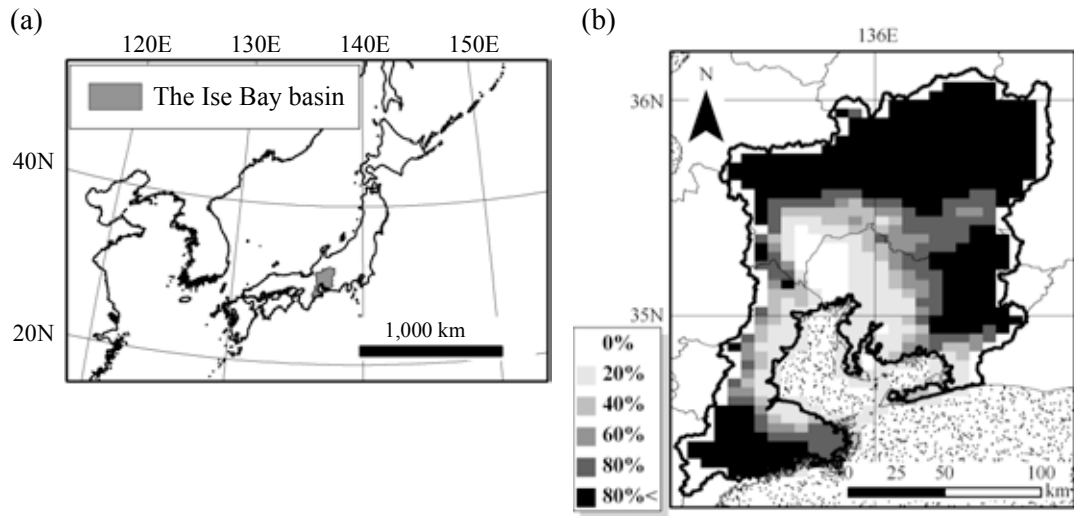 (a)
120E 130E 140E 150E
The Ise Bay basin
40N
20N
1,000 km
(b)
136E
N
36N
35N
0%
20%
40%
60%
80%
80%<
0 25 50 100
km